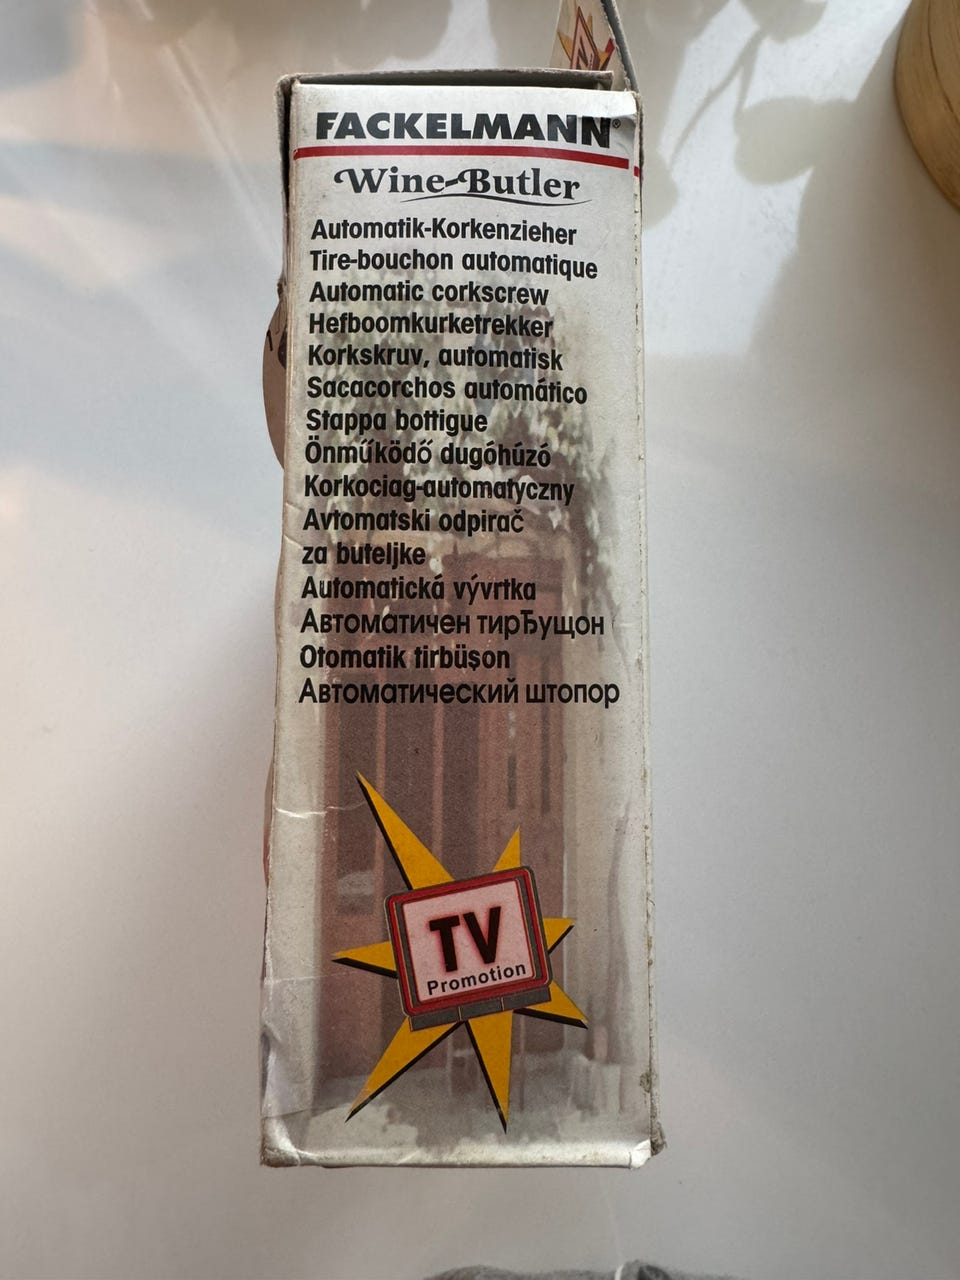 FACKELMANN®
Wine-Butler
Automatik-Korkenzieher
Tire-bouchon automatique
Automatic corkscrew
Hefboomkurketrekker
Korkskruv, automatisk
Sacacorchos automático
Stappa bottigue
Önműködő dugóhúzó
Korkociag-automatyczny
Avtomatski odpirač
za buteljke
Automatická vývrtka
Автоматичен тирЂущон
Otomatik tirbüşon
Автоматический штопор
TV
Promotion